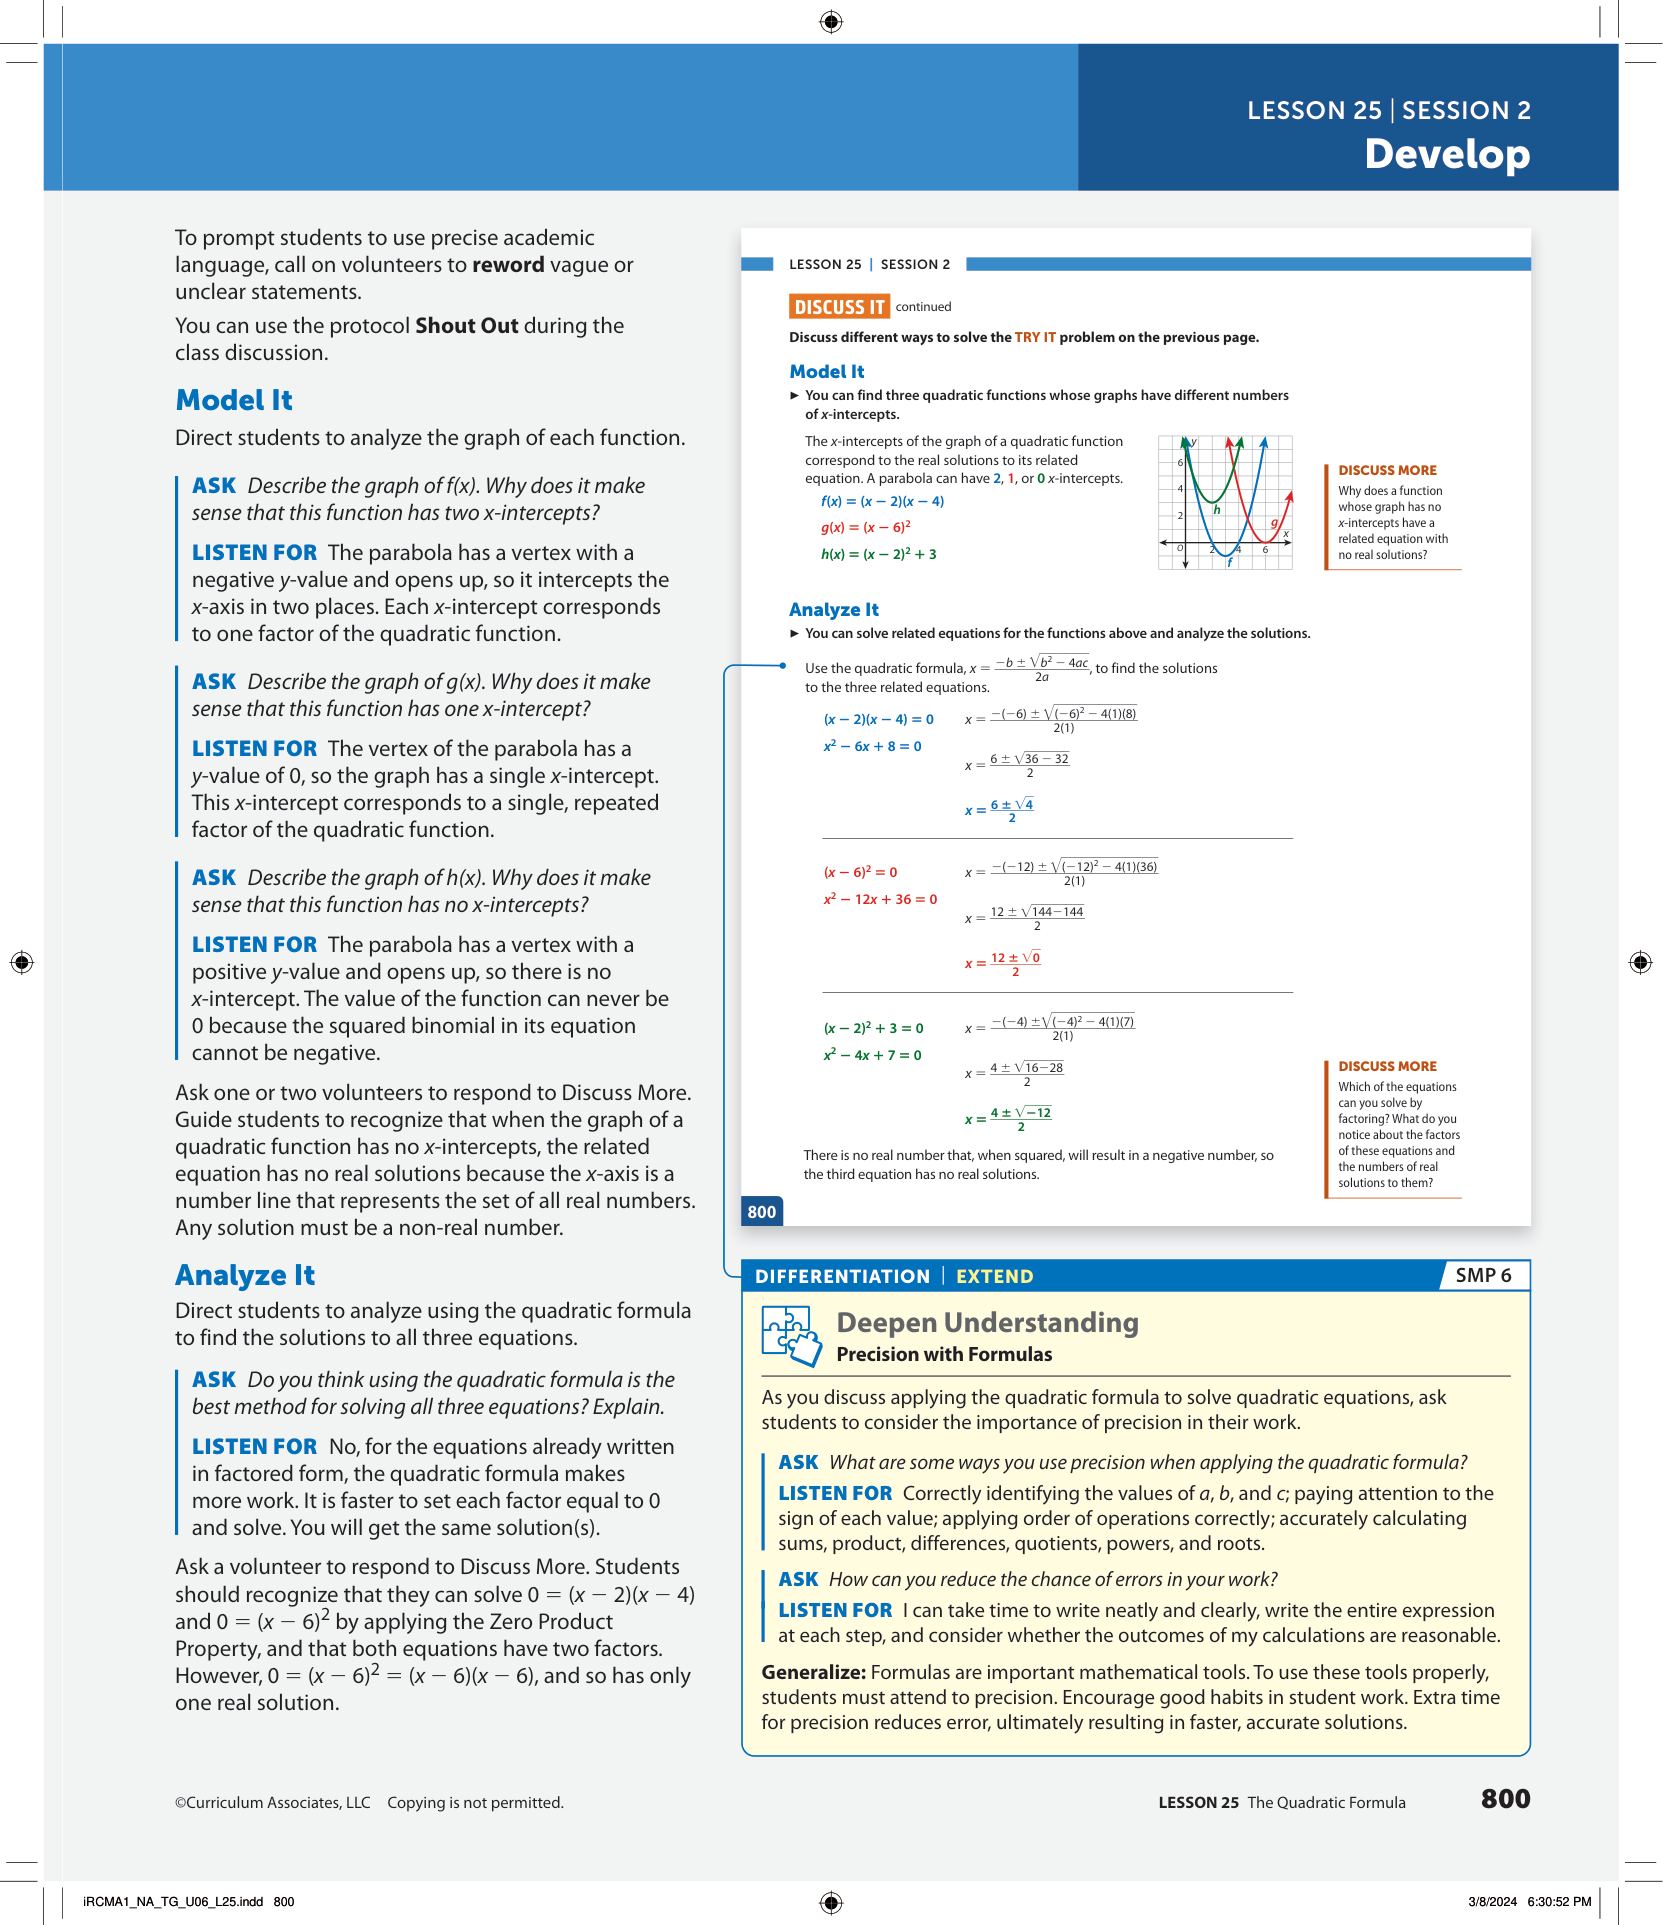 LESSON 25 | SESSION 2
Develop
To prompt students to use precise academic
language, call on volunteers to reword vague or
unclear statements.
You can use the protocol Shout Out during the
class discussion.
Model It
Direct students to analyze the graph of each function.
ASK Describe the graph of f(x). Why does it make
sense that this function has two x-intercepts?
LISTEN FOR The parabola has a vertex with a
negative y-value and opens up, so it intercepts the
x-axis in two places. Each x-intercept corresponds
to one factor of the quadratic function.
ASK Describe the graph of g(x). Why does it make
sense that this function has one x-intercept?
LISTEN FOR The vertex of the parabola has a
y-value of 0, so the graph has a single x-intercept.
This x-intercept corresponds to a single, repeated
factor of the quadratic function.
ASK Describe the graph of h(x). Why does it make
sense that this function has no x-intercepts?
LISTEN FOR The parabola has a vertex with a
positive y-value and opens up, so there is no
x-intercept. The value of the function can never be
0 because the squared binomial in its equation
cannot be negative.
Ask one or two volunteers to respond to Discuss More.
Guide students to recognize that when the graph of a
quadratic function has no x-intercepts, the related
equation has no real solutions because the x-axis is a
number line that represents the set of all real numbers.
Any solution must be a non-real number.
Analyze It
Direct students to analyze using the quadratic formula
to find the solutions to all three equations.
ASK Do you think using the quadratic formula is the
best method for solving all three equations? Explain.
LISTEN FOR No, for the equations already written
in factored form, the quadratic formula makes
more work. It is faster to set each factor equal to 0
and solve. You will get the same solution(s).
Ask a volunteer to respond to Discuss More. Students
should recognize that they can solve 0 = (x − 2)(x − 4)
and 0 = (x − 6)² by applying the Zero Product
Property, and that both equations have two factors.
However, 0 = (x − 6)² = (x − 6)(x − 6), and so has only
one real solution.
LESSON 25 | SESSION 2
DISCUSS IT continued
Discuss different ways to solve the TRY IT problem on the previous page.
Model It
► You can find three quadratic functions whose graphs have different numbers
of x-intercepts.
The x-intercepts of the graph of a quadratic function
correspond to the real solutions to its related
equation. A parabola can have 2, 1, or 0 x-intercepts.
f(x) = (x − 2)(x − 4)
g(x) = (x − 6)²
h(x) = (x − 2)² + 3
y
6
4
2
h
g
x
O 2 4 6
f
DISCUSS MORE
Why does a function
whose graph has no
x-intercepts have a
related equation with
no real solutions?
Analyze It
► You can solve related equations for the functions above and analyze the solutions.
Use the quadratic formula, x = (−b ± √(b² − 4ac))/2a, to find the solutions
to the three related equations.
(x − 2)(x − 4) = 0 x = (−(−6) ± √((−6)² − 4(1)(8)))/2(1)
x² − 6x + 8 = 0
x = (6 ± √(36 − 32))/2
x = (6 ± √4)/2
(x − 6)² = 0 x = (−(−12) ± √((−12)² − 4(1)(36)))/2(1)
x² − 12x + 36 = 0
x = (12 ± √(144−144))/2
x = (12 ± √0)/2
(x − 2)² + 3 = 0 x = (−(−4) ±√((−4)² − 4(1)(7)))/2(1)
x² − 4x + 7 = 0
x = (4 ± √(16−28))/2
x = (4 ± √(−12))/2
There is no real number that, when squared, will result in a negative number, so
the third equation has no real solutions.
DISCUSS MORE
Which of the equations
can you solve by
factoring? What do you
notice about the factors
of these equations and
the numbers of real
solutions to them?
800
DIFFERENTIATION | EXTEND
SMP 6
Deepen Understanding
Precision with Formulas
As you discuss applying the quadratic formula to solve quadratic equations, ask
students to consider the importance of precision in their work.
ASK What are some ways you use precision when applying the quadratic formula?
LISTEN FOR Correctly identifying the values of a, b, and c; paying attention to the
sign of each value; applying order of operations correctly; accurately calculating
sums, product, differences, quotients, powers, and roots.
ASK How can you reduce the chance of errors in your work?
LISTEN FOR I can take time to write neatly and clearly, write the entire expression
at each step, and consider whether the outcomes of my calculations are reasonable.
Generalize: Formulas are important mathematical tools. To use these tools properly,
students must attend to precision. Encourage good habits in student work. Extra time
for precision reduces error, ultimately resulting in faster, accurate solutions.
©Curriculum Associates, LLC Copying is not permitted.
LESSON 25 The Quadratic Formula 800
iRCMA1_NA_TG_U06_L25.indd 800
3/8/2024 6:30:52 PM